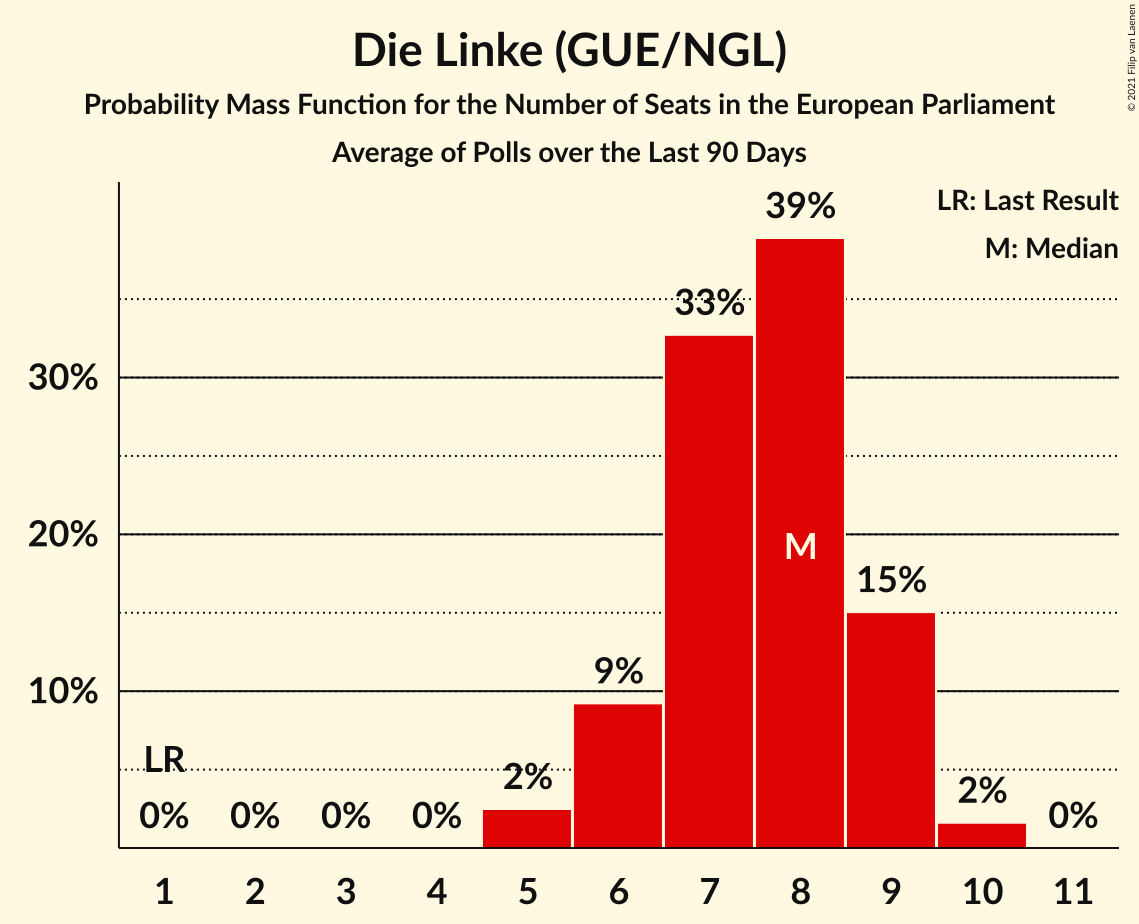 Die Linke (GUE/NGL)
Probability Mass Function for the Number of Seats in the European Parliament
Average of Polls over the Last 90 Days
© 2021 Filip van Laenen
LR: Last Result
M: Median
39%
33%
30%
20%
M
15%
9%
10%
LR
2%
2%
0% 0% 0% 0% 0%
1 2 3 4 5 6 7 8 9 10 11